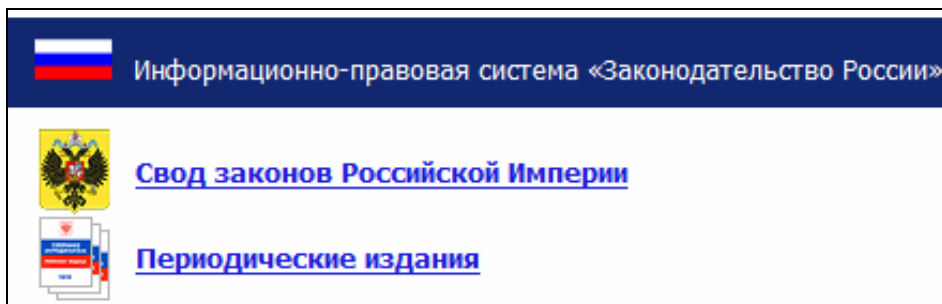 Информационно-правовая система «Законодательство России»
Свод законов Российской Империи
Периодические издания